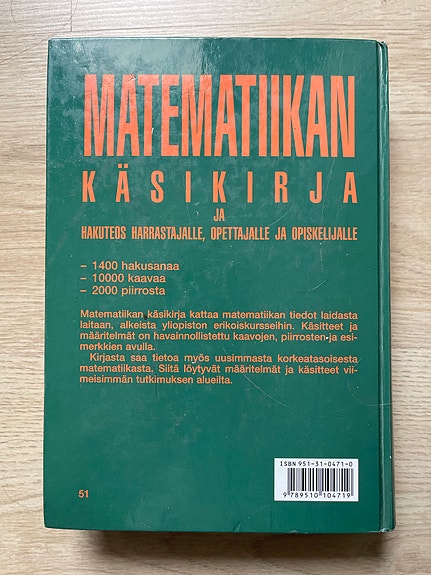 MATEMATIIKAN
KÄSIKIRJA
JA
HAKUTEOS HARRASTAJALLE, OPETTAJALLE JA OPISKELIJALLE
– 1400 hakusanaa
– 10000 kaavaa
– 2000 piirrosta
Matematiikan käsikirja kattaa matematiikan tiedot laidasta
laitaan, alkeista yliopiston erikoiskursseihin. Käsitteet ja
määritelmät on havainnollistettu kaavojen, piirrosten ja esi-
merkkien avulla.
Kirjasta saa tietoa myös uusimmasta korkeatasoisesta
matematiikasta. Siitä löytyvät määritelmät ja käsitteet vii-
meisimmän tutkimuksen alueilta.
ISBN 951-31-0471-0
9 789510 104719
51